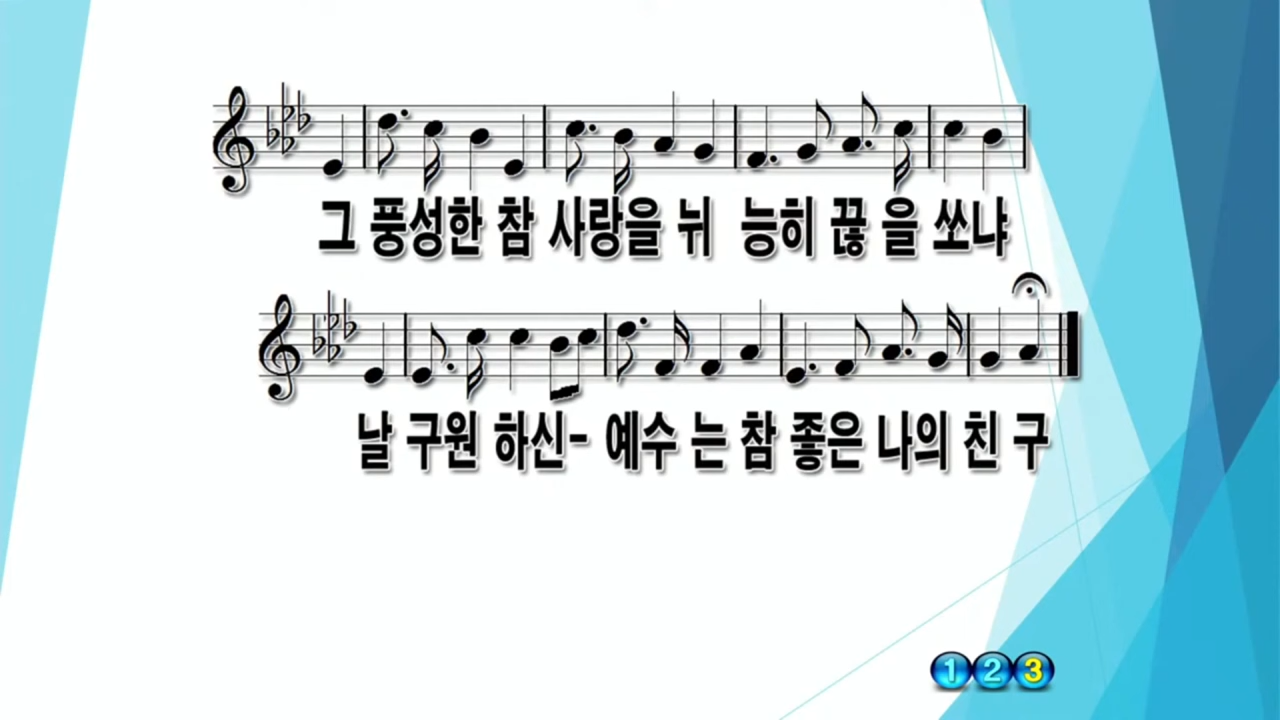 그 풍성한 참 사랑을 뉘 능히 끊 을 쏘냐
날 구원 하신- 예수 는 참 좋은 나의 친 구
1 2 3